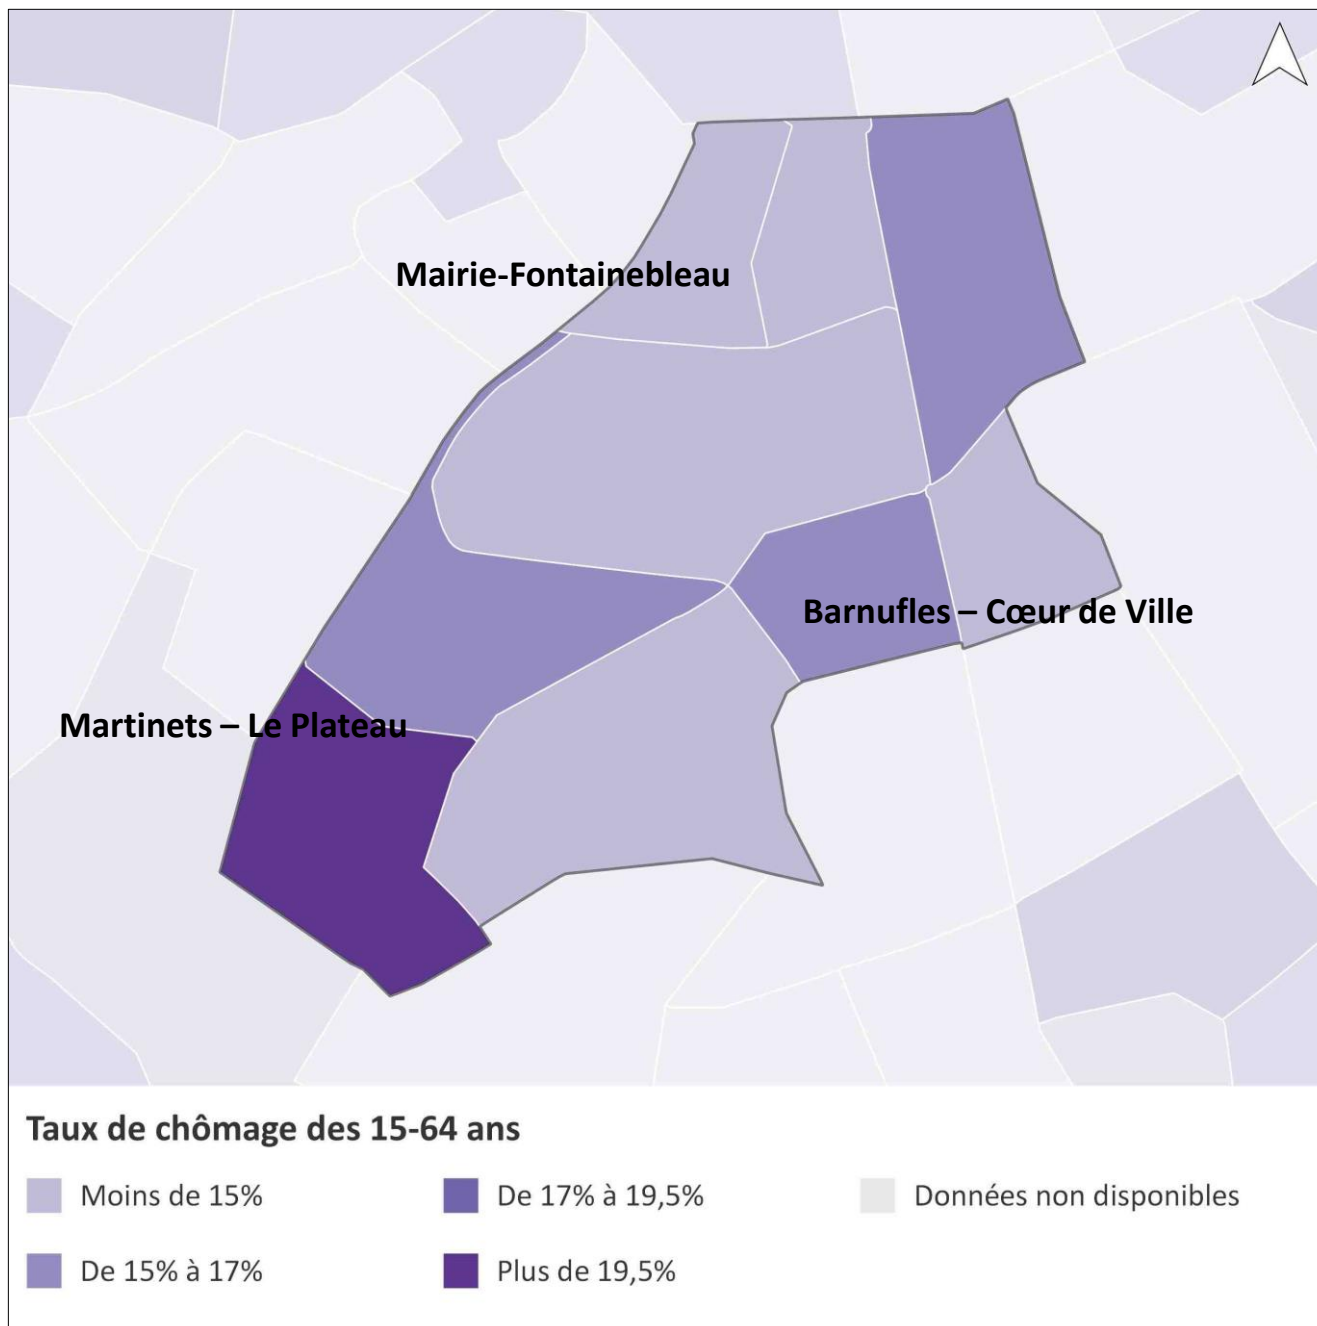 Mairie-Fontainebleau
Barnufles – Cœur de Ville
Martinets – Le Plateau
Taux de chômage des 15-64 ans
Moins de 15%
De 17% à 19,5%
Données non disponibles
De 15% à 17%
Plus de 19,5%